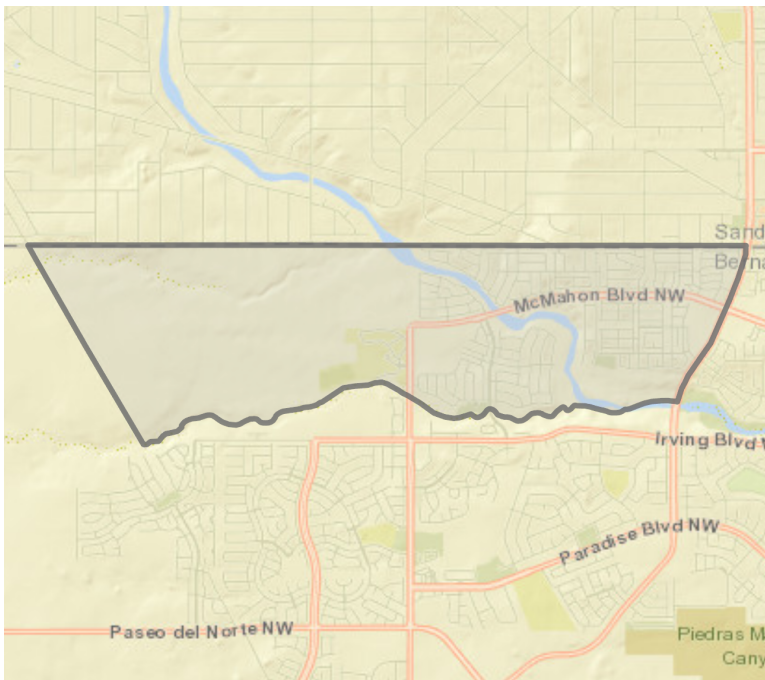 Sand
Berna
McMahon Blvd NW
Irving Blvd
Paradise Blvd NW
Paseo del Norte NW
Piedras M
Cany